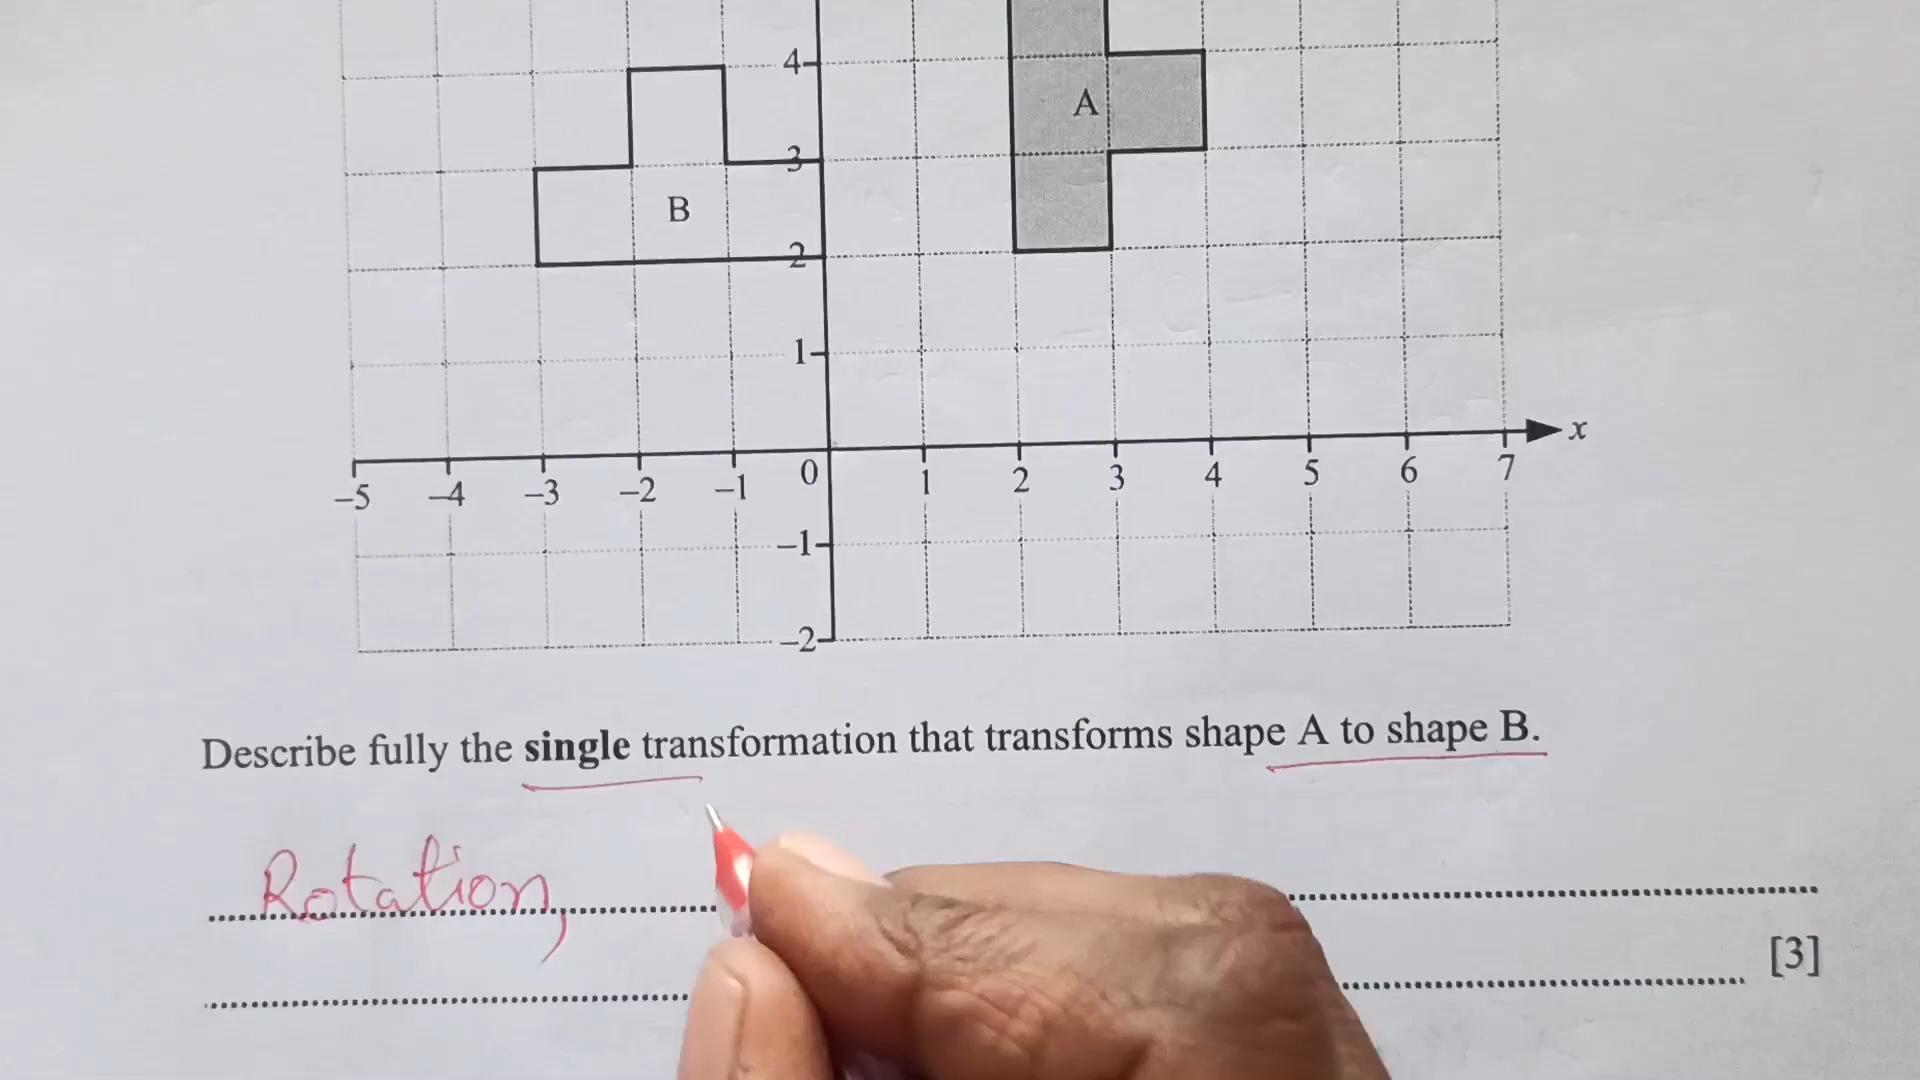 4
A
3
B
2
1
x
0
1 2 3 4 5 6 7
–5 –4 –3 –2 –1
–1
–2
Describe fully the single transformation that transforms shape A to shape B.
Rotation,
[3]